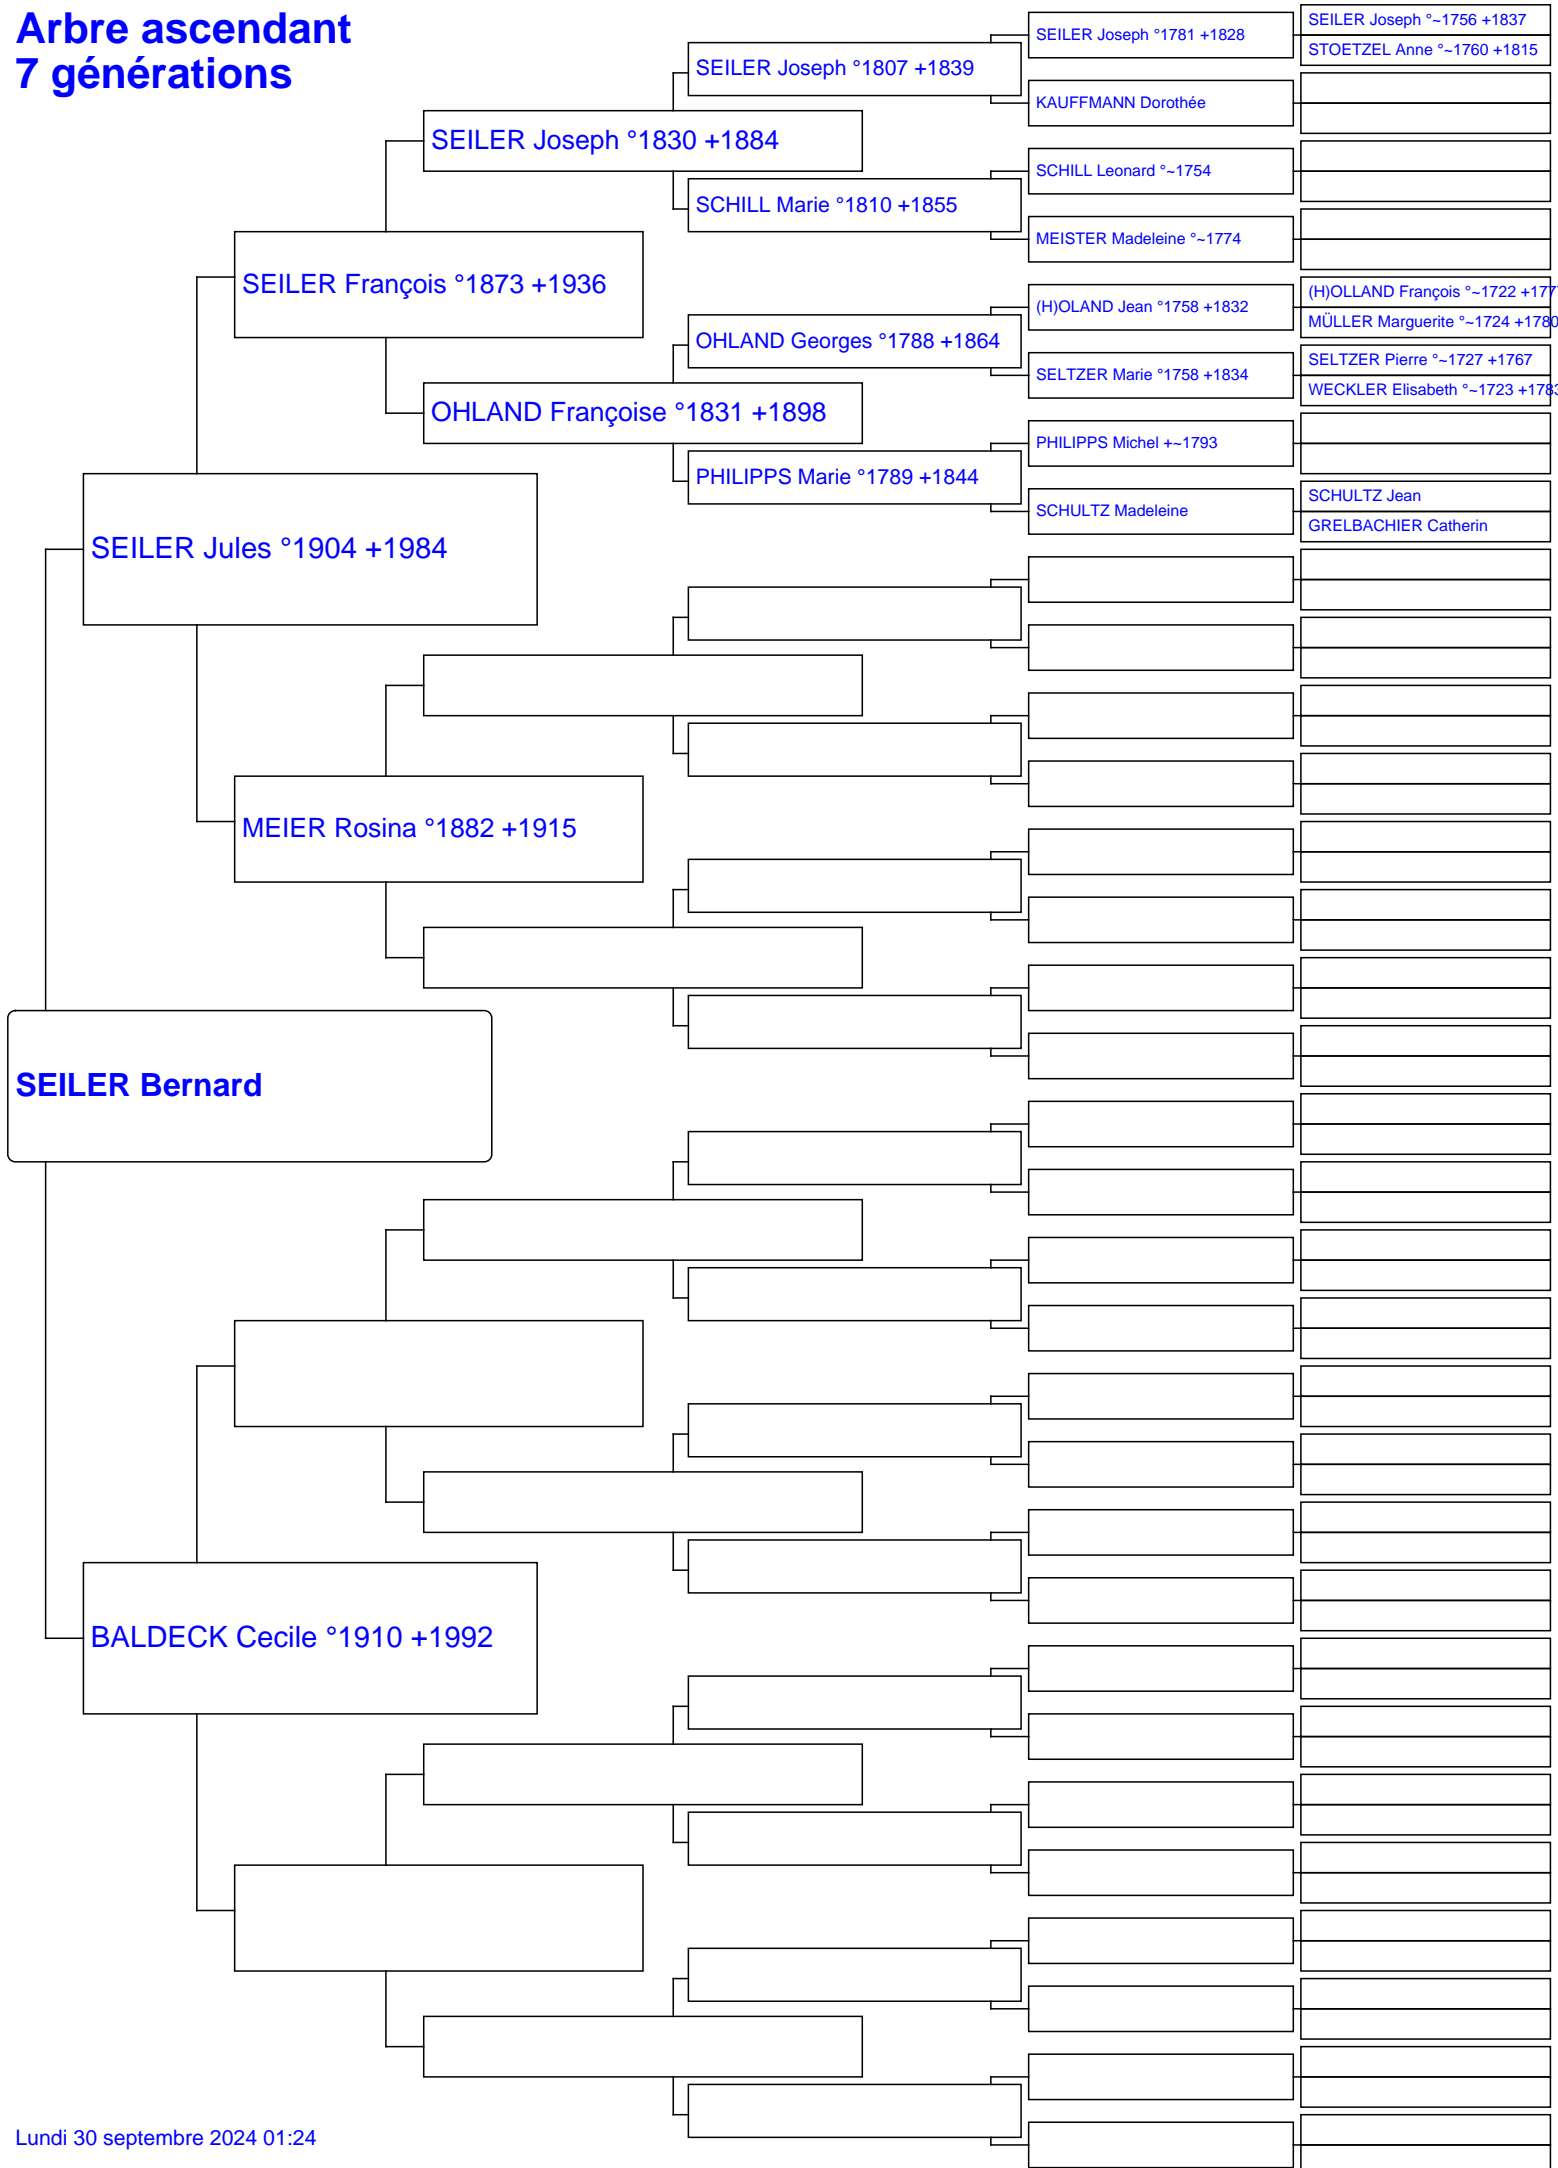 Arbre ascendant
7 générations
SEILER Bernard
SEILER Jules °1904 +1984
BALDECK Cecile °1910 +1992
SEILER François °1873 +1936
MEIER Rosina °1882 +1915
SEILER Joseph °1830 +1884
OHLAND Françoise °1831 +1898
SEILER Joseph °1807 +1839
SCHILL Marie °1810 +1855
OHLAND Georges °1788 +1864
PHILIPPS Marie °1789 +1844
SEILER Joseph °1781 +1828
KAUFFMANN Dorothée
SCHILL Leonard °~1754
MEISTER Madeleine °~1774
(H)OLAND Jean °1758 +1832
SELTZER Marie °1758 +1834
PHILIPPS Michel +~1793
SCHULTZ Madeleine
SEILER Joseph °~1756 +1837
STOETZEL Anne °~1760 +1815
(H)OLLAND François °~1722
MÜLLER Marguerite °~1724 +1780
SELTZER Pierre °~1727 +1767
WECKLER Elisabeth °~1723 +1783
SCHULTZ Jean
GRELBACHIER Catherin
Lundi 30 septembre 2024 01:24